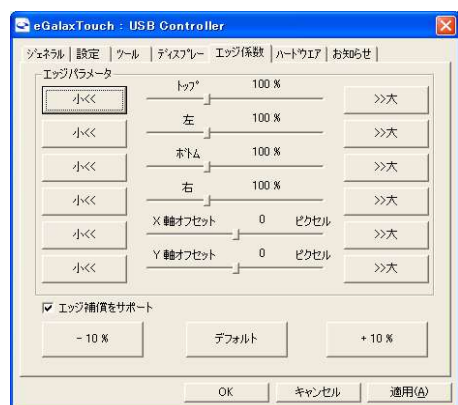 eGalaxTouch : USB Controller
ジェネラル 設定 ツール ディスプレー エッジ係数 ハートウエア お知らせ
エッジパラメータ
小<< トップ 100 % >>大
小<< 左 100 % >>大
小<< ボトム 100 % >>大
小<< 右 100 % >>大
小<< X 軸オフセット 0 ピクセル >>大
小<< Y 軸オフセット 0 ピクセル >>大
エッジ補償をサポート
- 10 % デフォルト + 10 %
OK キャンセル 適用(A)